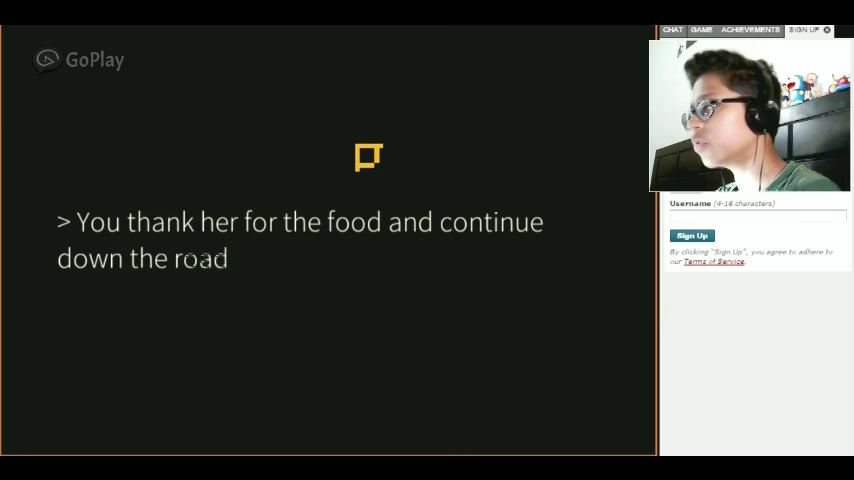 GoPlay
CHAT GAME ACHIEVEMENTS SIGN UP
> You thank her for the food and continue
down the road
Username (4-16 characters)
Sign Up
By clicking "Sign Up", you agree to adhere to
our Terms of Service.